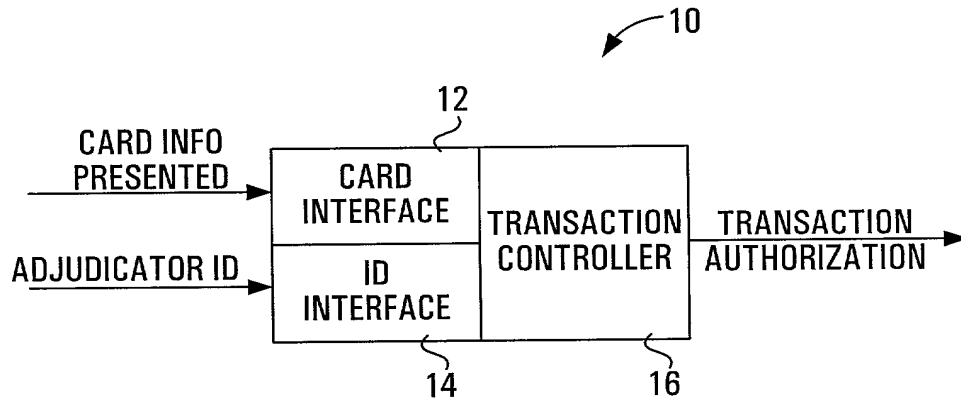 10
12
CARD INFO
PRESENTED
CARD
INTERFACE
TRANSACTION
CONTROLLER
TRANSACTION
AUTHORIZATION
ADJUDICATOR ID
ID
INTERFACE
14
16